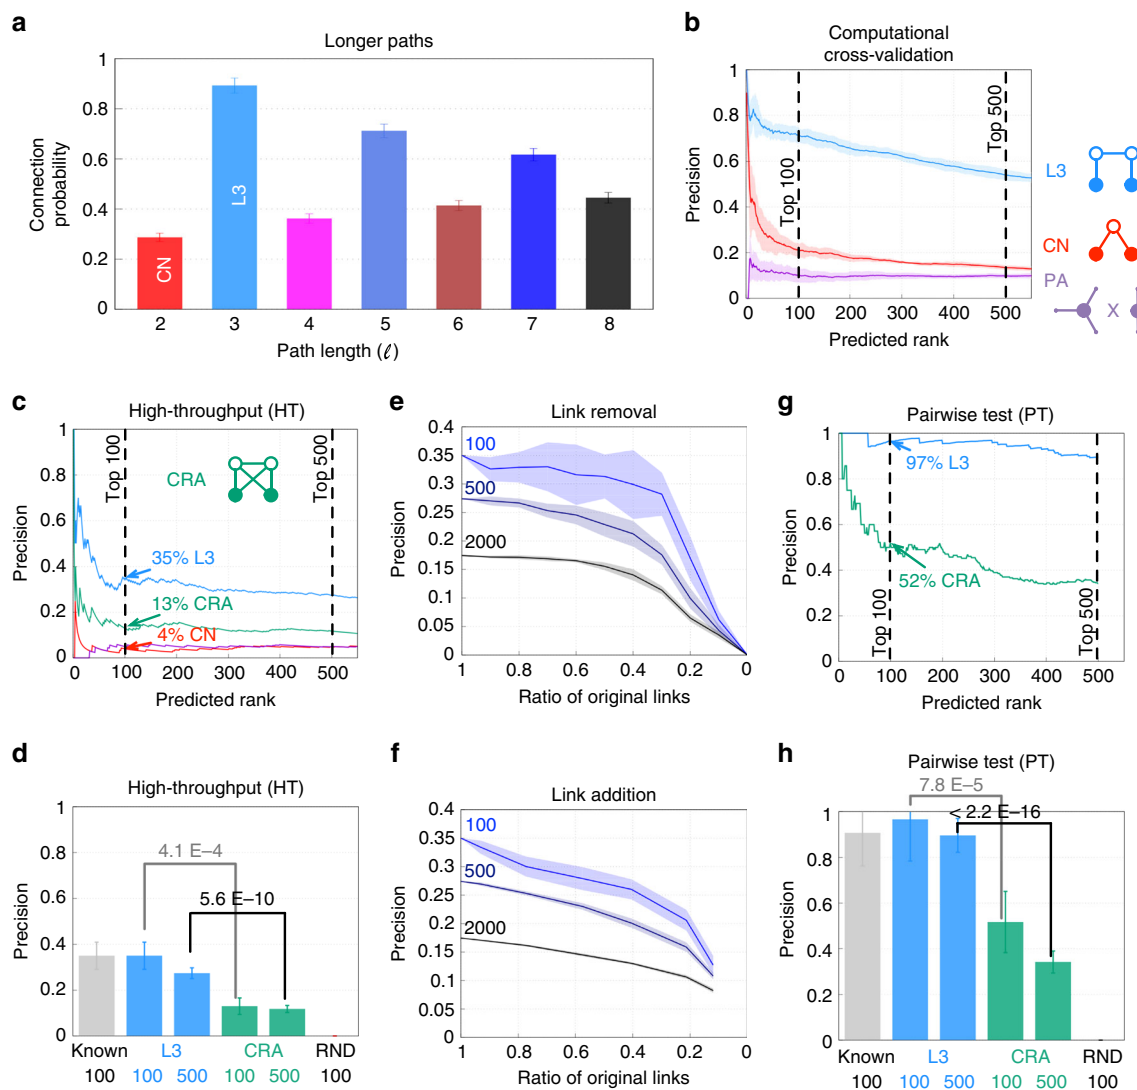 a
Longer paths
Connection
probability
1
0.8
0.6
0.4
0.2
0
CN
L3
2 3 4 5 6 7 8
Path length (ℓ)
b
Computational
cross-validation
Precision
1
0.8
0.6
0.4
0.2
0
Top 100
Top 500
0 100 200 300 400 500
Predicted rank
L3
CN
PA
X
c
High-throughput (HT)
Precision
1
0.8
0.6
0.4
0.2
0
Top 100
Top 500
CRA
35% L3
13% CRA
4% CN
0 100 200 300 400 500
Predicted rank
e
Link removal
Precision
0.4
0.35
0.3
0.25
0.2
0.15
0.1
0.05
0
100
500
2000
1 0.8 0.6 0.4 0.2 0
Ratio of original links
g
Pairwise test (PT)
Precision
1
0.8
0.6
0.4
0.2
0
97% L3
52% CRA
Top 100
Top 500
0 100 200 300 400 500
Predicted rank
d
High-throughput (HT)
Precision
1
0.8
0.6
0.4
0.2
0
4.1 E–4
5.6 E–10
Known L3 CRA RND
100 100 500 100 500 100
f
Link addition
Precision
0.4
0.35
0.3
0.25
0.2
0.15
0.1
0.05
0
100
500
2000
1 0.8 0.6 0.4 0.2 0
Ratio of original links
h
Pairwise test (PT)
Precision
1
0.8
0.6
0.4
0.2
0
7.8 E–5
< 2.2 E–16
Known L3 CRA RND
100 100 500 100 500 100